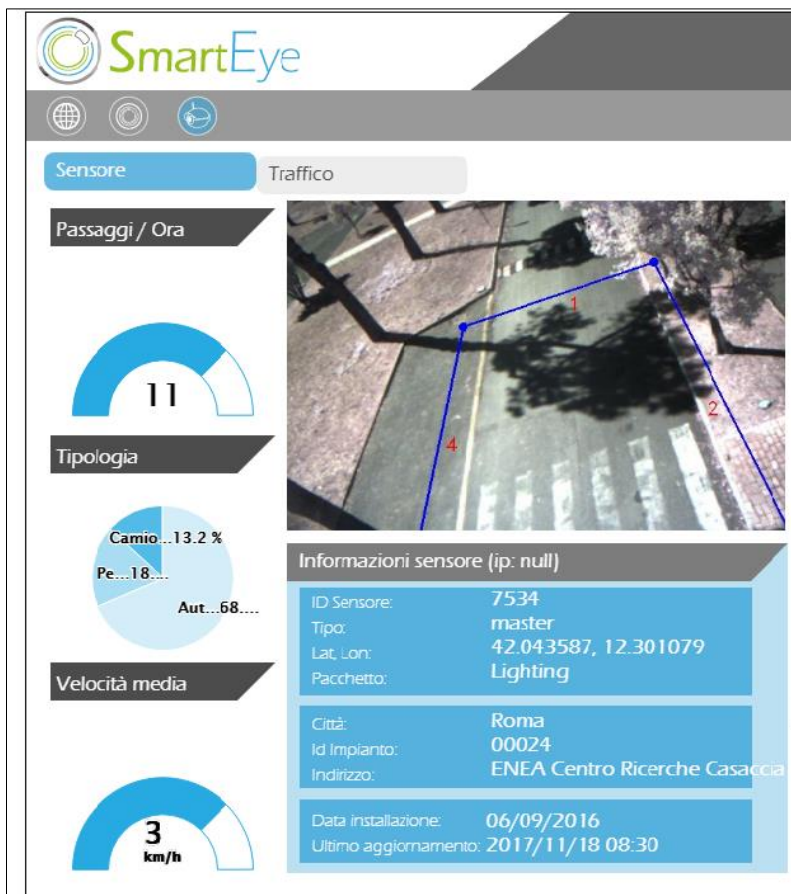 SmartEye
Sensore
Traffico
Passaggi / Ora
11
Tipologia
Camio...13.2 %
Pe...18....
Aut...68....
Velocità media
3
km/h
1
2
4
Informazioni sensore (ip: null)
ID Sensore: 7534
Tipo: master
Lat, Lon: 42.043587, 12.301079
Pacchetto: Lighting
Città: Roma
Id Impianto: 00024
Indirizzo: ENEA Centro Ricerche Casaccia
Data installazione: 06/09/2016
Ultimo aggiornamento: 2017/11/18 08:30